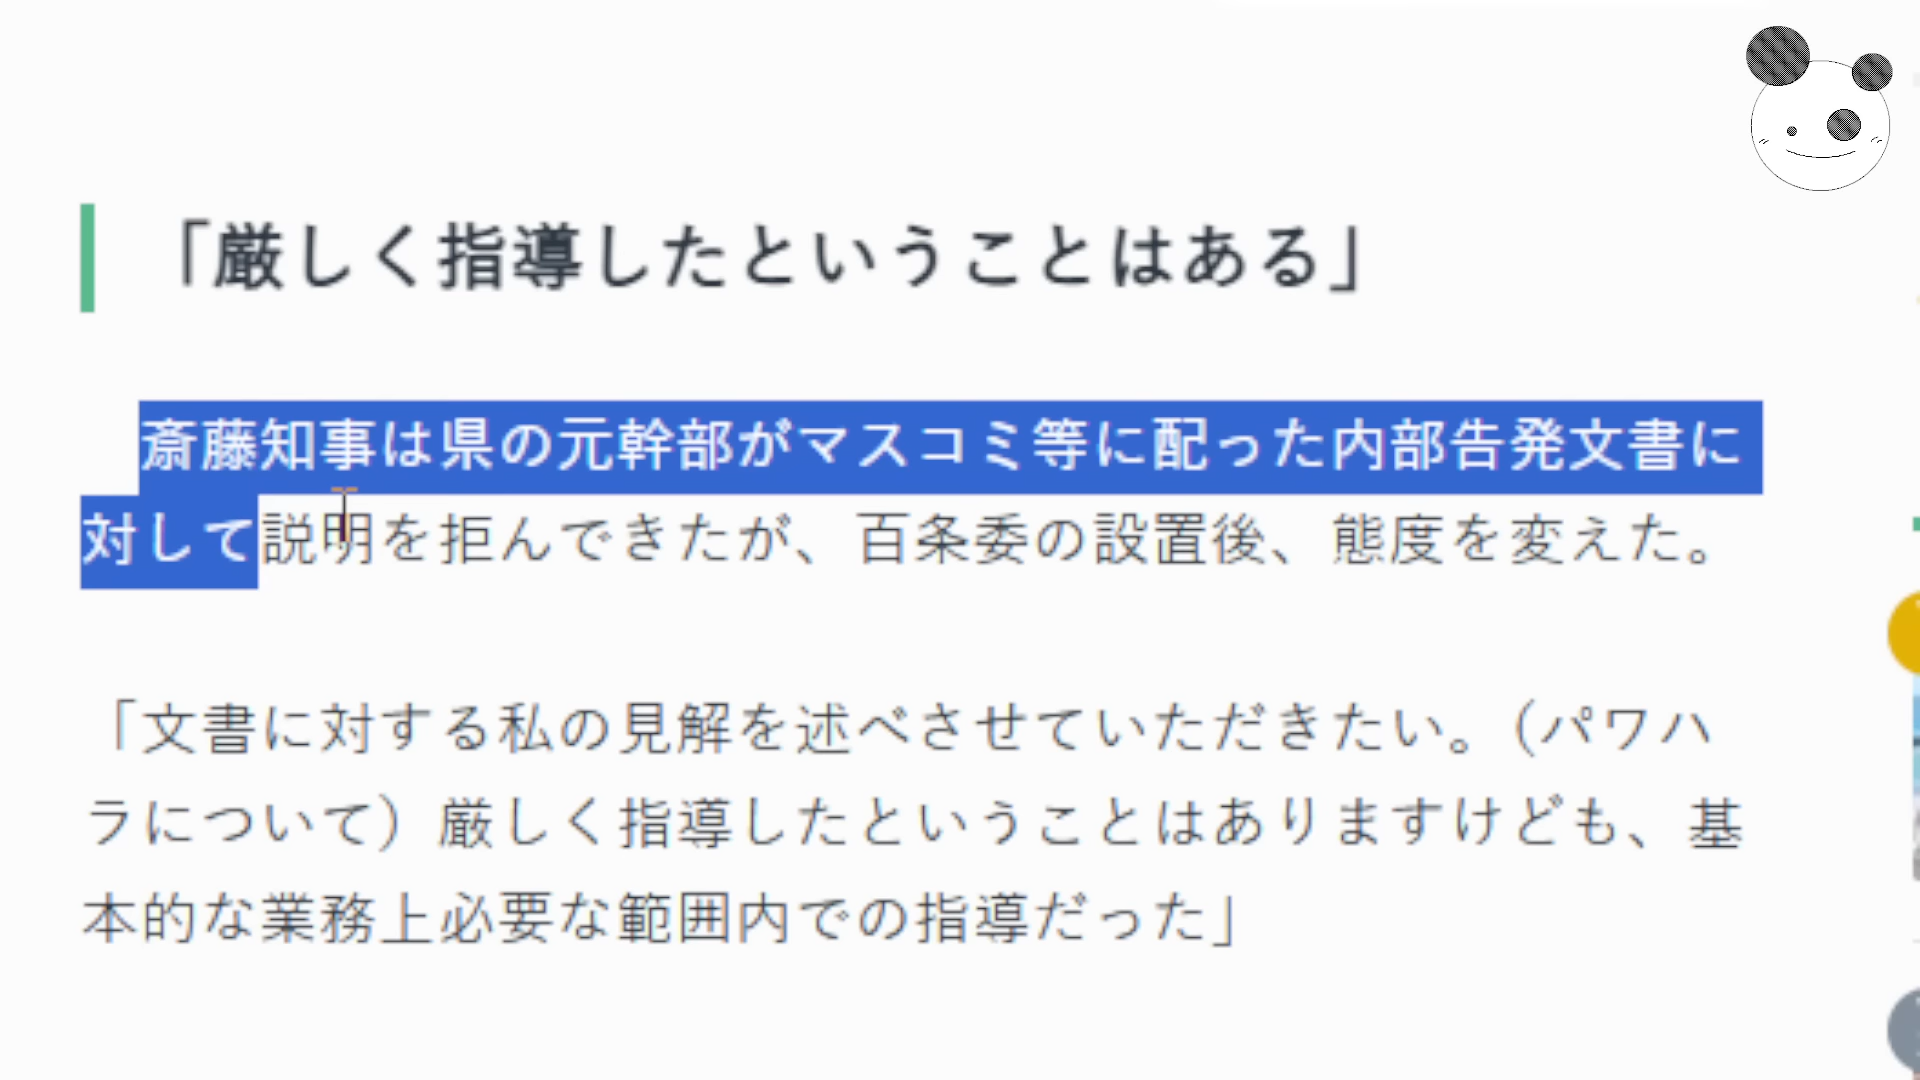 「厳しく指導したということはある」
斎藤知事は県の元幹部がマスコミ等に配った内部告発文書に
対して説明を拒んできたが、百条委の設置後、態度を変えた。
「文書に対する私の見解を述べさせていただきたい。（パワハ
ラについて）厳しく指導したということはありますけども、基
本的な業務上必要な範囲内での指導だった」